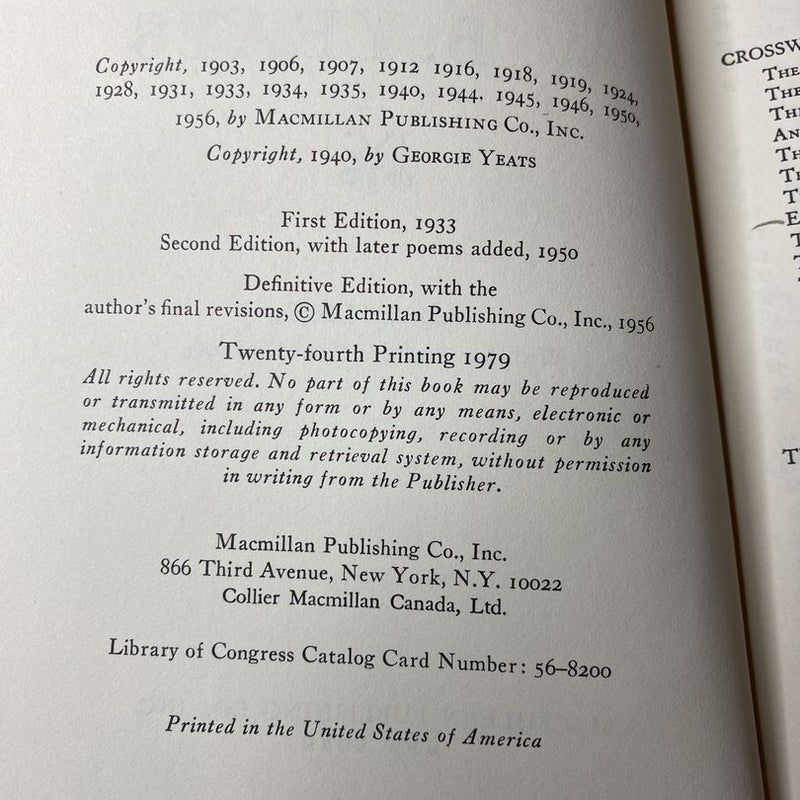 Copyright, 1903, 1906, 1907, 1912 1916, 1918, 1919, 1924,
1928, 1931, 1933, 1934, 1935, 1940, 1944. 1945, 1946, 1950,
1956, by Macmillan Publishing Co., Inc.
Copyright, 1940, by Georgie Yeats
First Edition, 1933
Second Edition, with later poems added, 1950
Definitive Edition, with the
author's final revisions, © Macmillan Publishing Co., Inc., 1956
Twenty-fourth Printing 1979
All rights reserved. No part of this book may be reproduced
or transmitted in any form or by any means, electronic or
mechanical, including photocopying, recording or by any
information storage and retrieval system, without permission
in writing from the Publisher.
Macmillan Publishing Co., Inc.
866 Third Avenue, New York, N.Y. 10022
Collier Macmillan Canada, Ltd.
Library of Congress Catalog Card Number: 56–8200
Printed in the United States of America
The
The